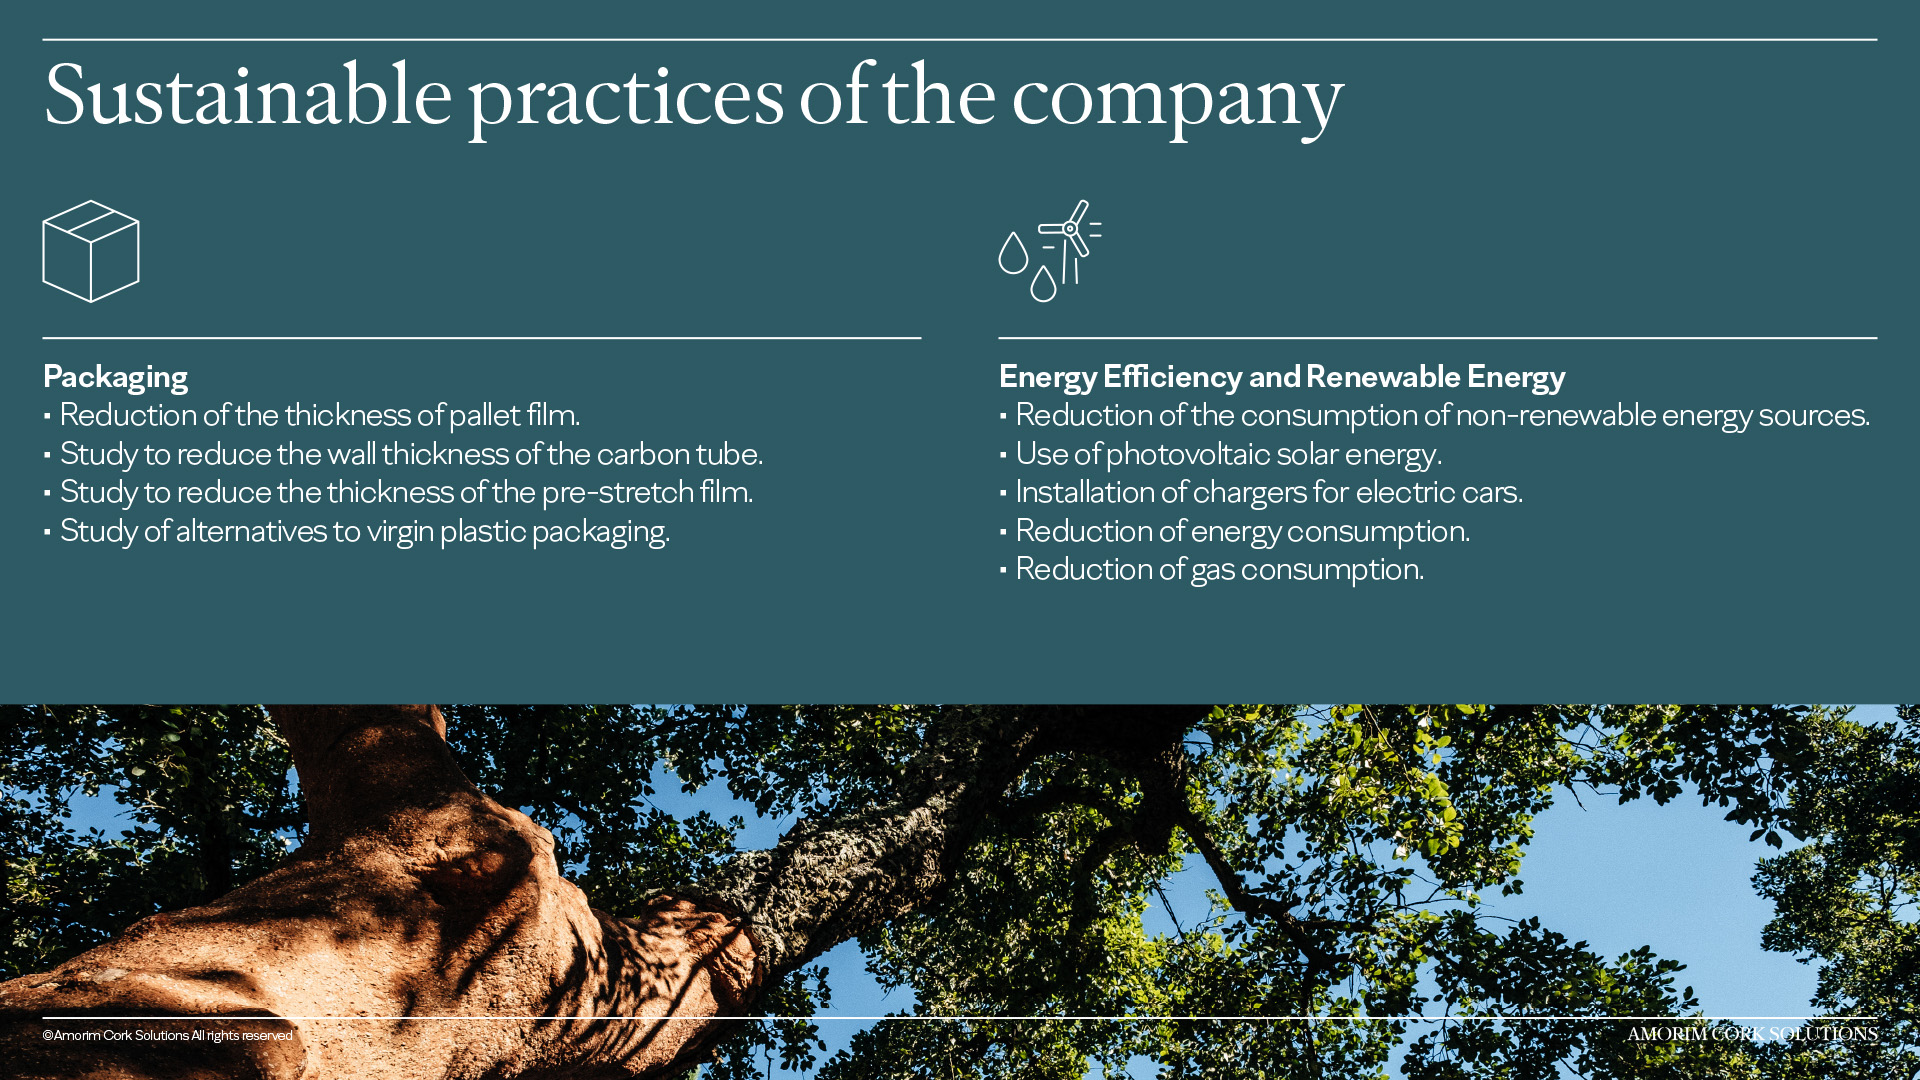 Sustainable practices of the company
Packaging
• Reduction of the thickness of pallet film.
• Study to reduce the wall thickness of the carbon tube.
• Study to reduce the thickness of the pre-stretch film.
• Study of alternatives to virgin plastic packaging.
Energy Efficiency and Renewable Energy
• Reduction of the consumption of non-renewable energy sources.
• Use of photovoltaic solar energy.
• Installation of chargers for electric cars.
• Reduction of energy consumption.
• Reduction of gas consumption.
©Amorim Cork Solutions All rights reserved
AMORIM CORK SOLUTIONS